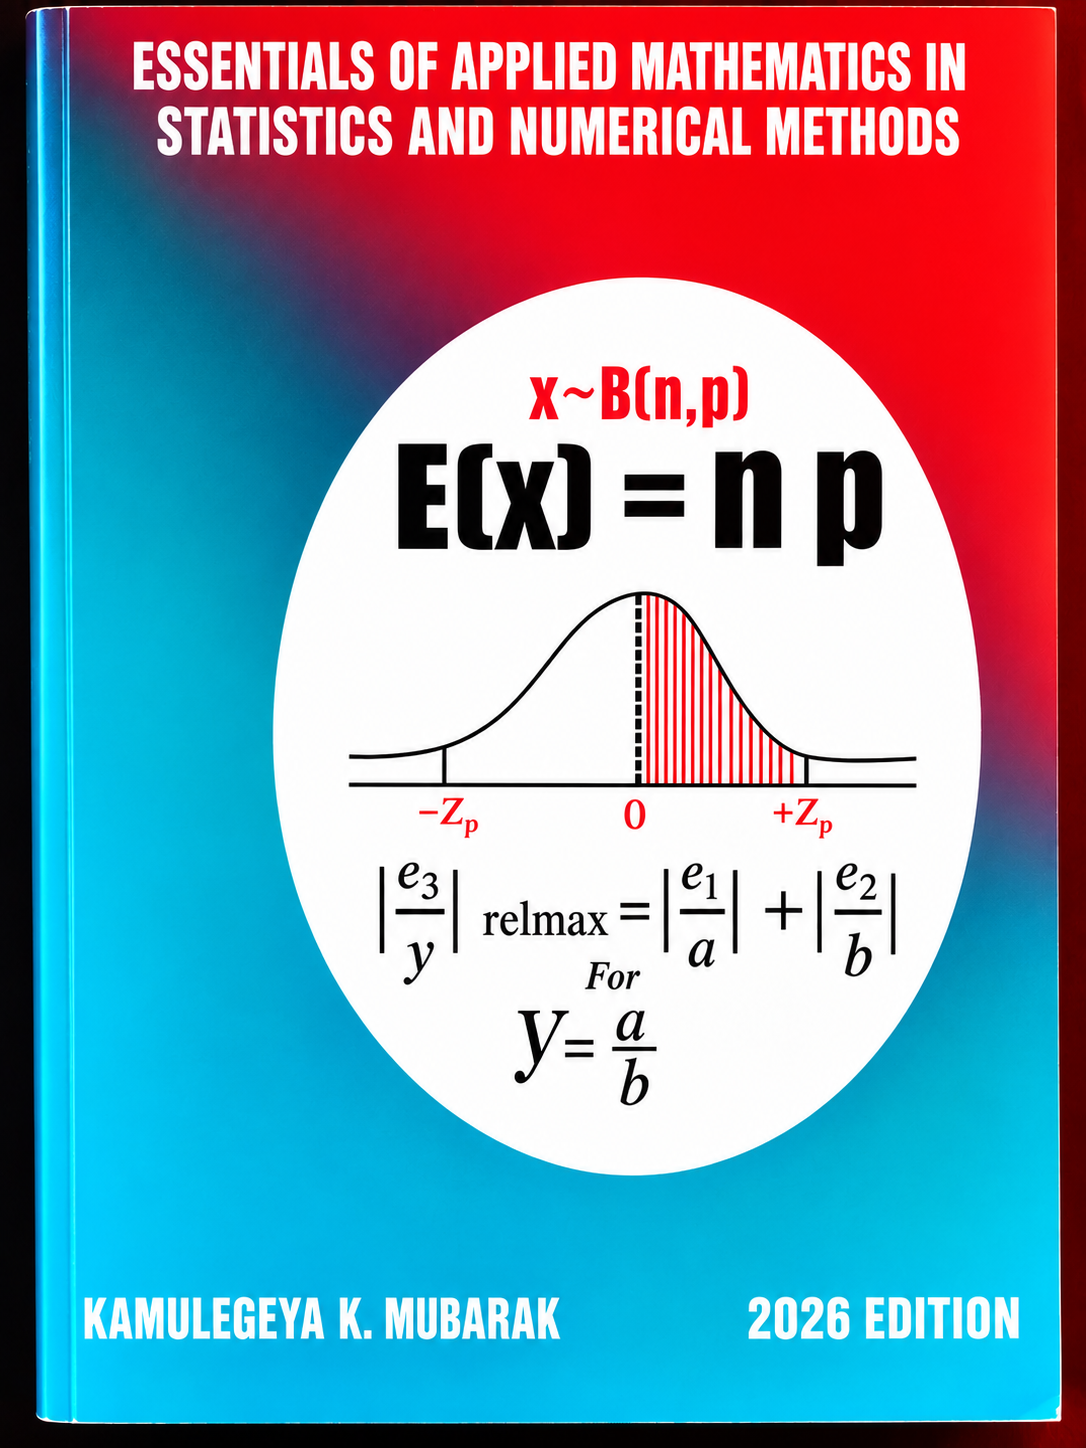 ESSENTIALS OF APPLIED MATHEMATICS IN
STATISTICS AND NUMERICAL METHODS
x~B(n,p)
E(x) = n p
−Zp 0 +Zp
|e3/y| relmax = |e1/a| + |e2/b|
For
y = a/b
KAMULEGEYA K. MUBARAK 2026 EDITION